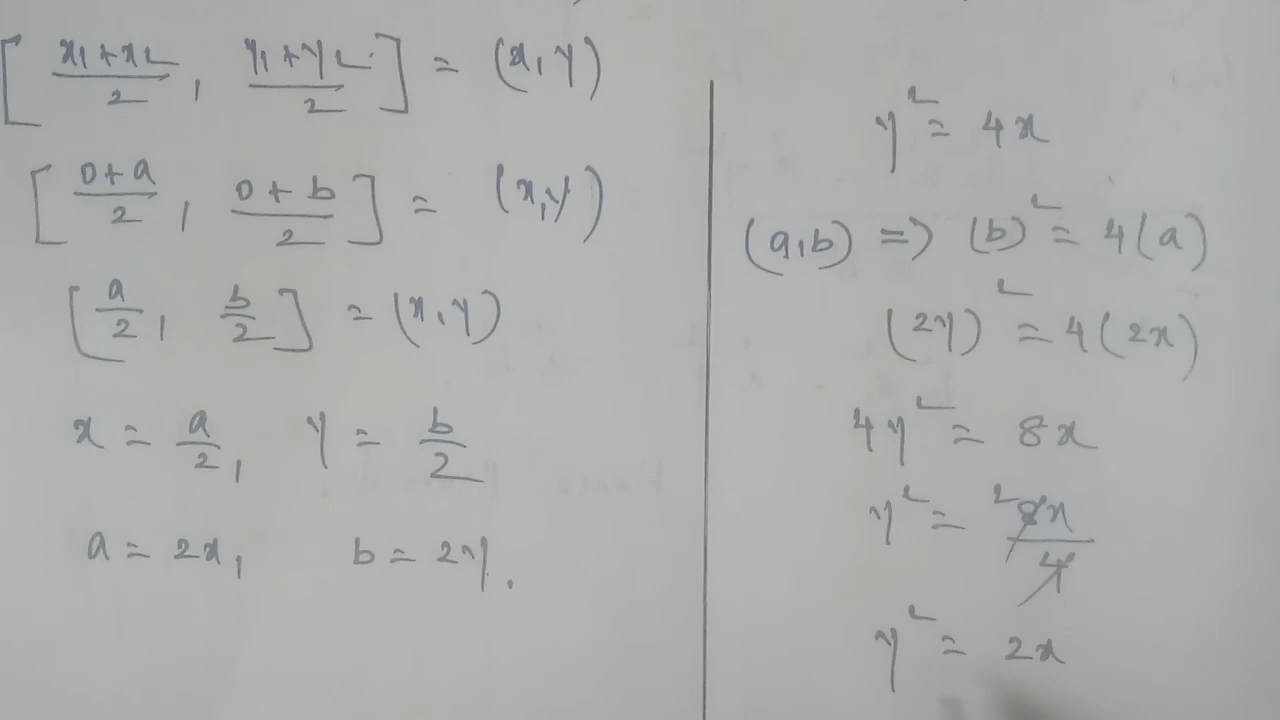 [ x₁+x₂/2 , y₁+y₂/2 ] = (x, y)
[ 0+a/2 , 0+b/2 ] = (x,y)
[ a/2 , b/2 ] = (x, y)
x = a/2 , y = b/2
a = 2x, b = 2y.
y² = 4x
(a,b) => (b)² = 4(a)
(2y)² = 4(2x)
4y² = 8x
y² = ² 8x/4
y² = 2x